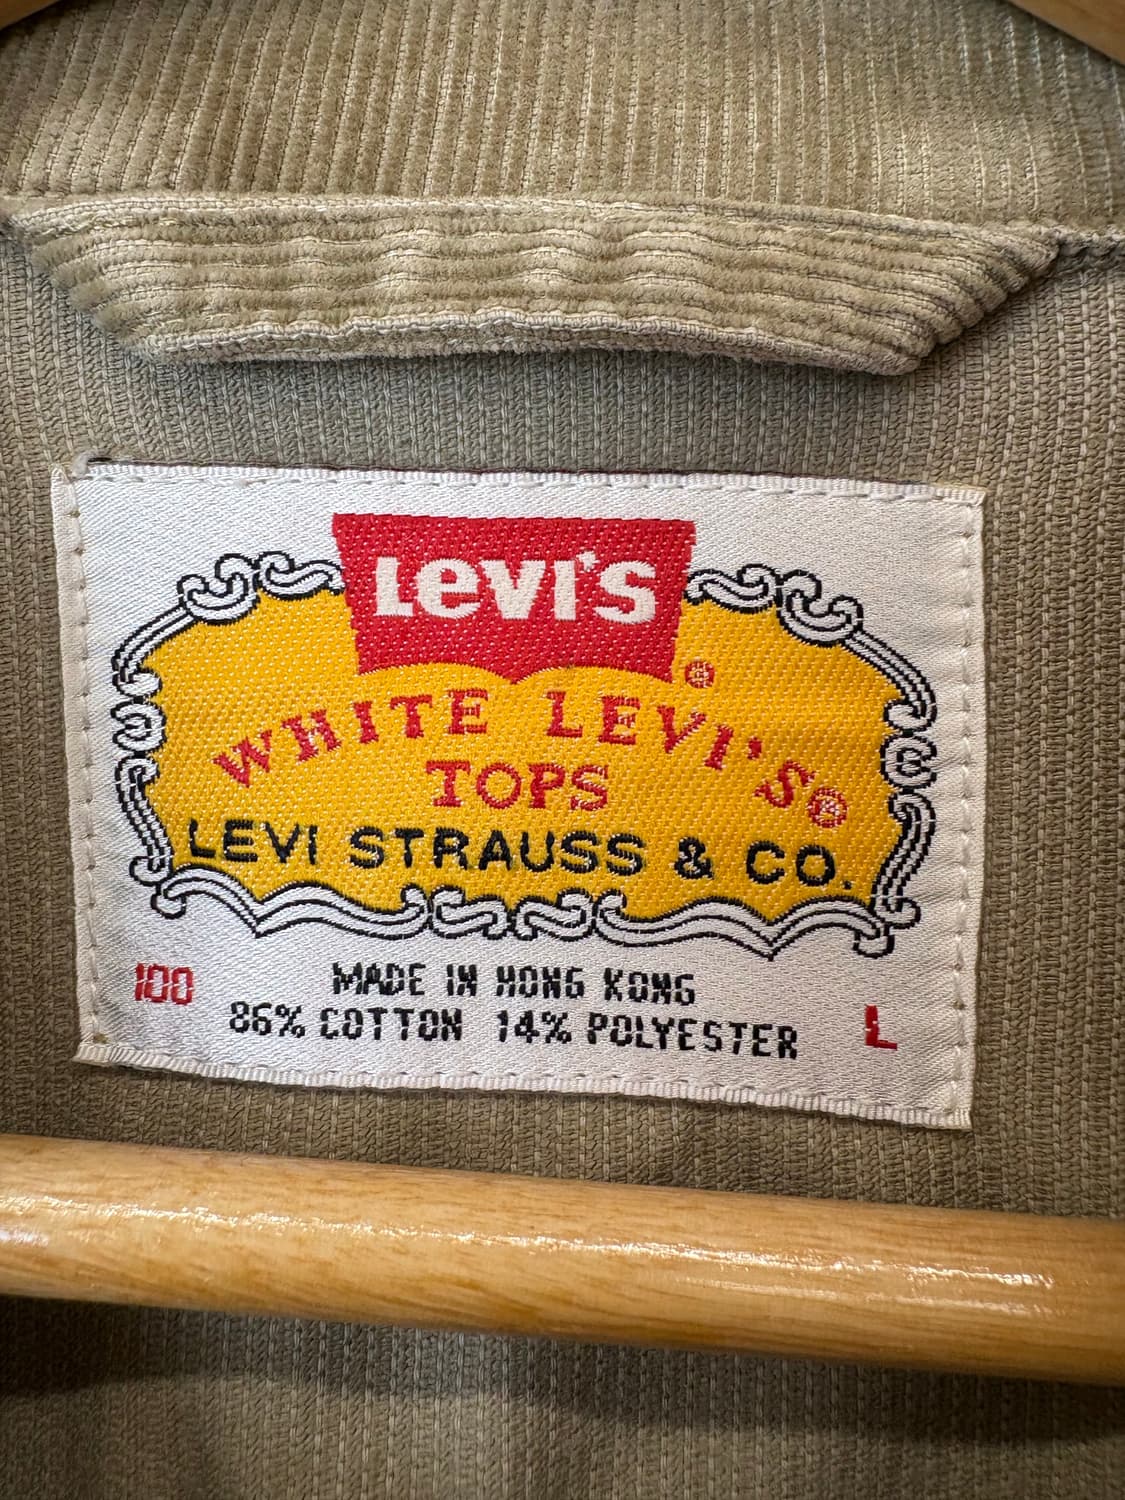 Levi's
®
WHITE LEVI'S®
TOPS
LEVI STRAUSS & CO.
100
MADE IN HONG KONG
86% COTTON 14% POLYESTER
L